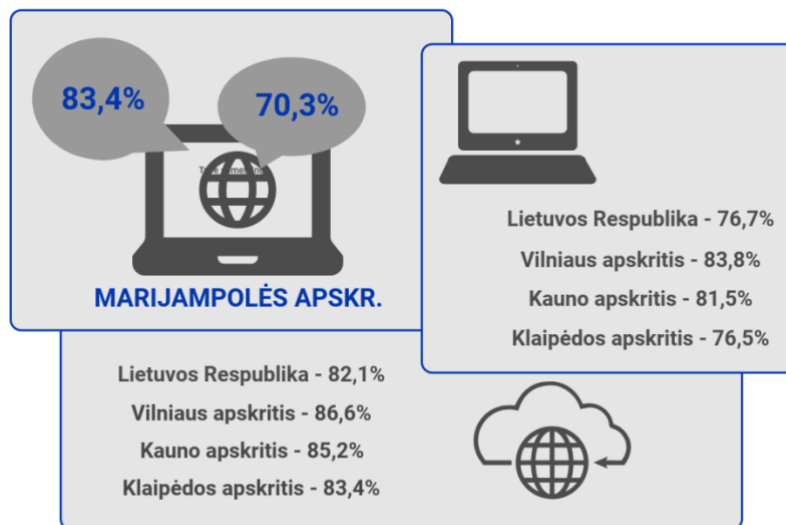 83,4%
70,3%
MARIJAMPOLĖS APSKR.
Lietuvos Respublika - 76,7%
Vilniaus apskritis - 83,8%
Kauno apskritis - 81,5%
Klaipėdos apskritis - 76,5%
Lietuvos Respublika - 82,1%
Vilniaus apskritis - 86,6%
Kauno apskritis - 85,2%
Klaipėdos apskritis - 83,4%